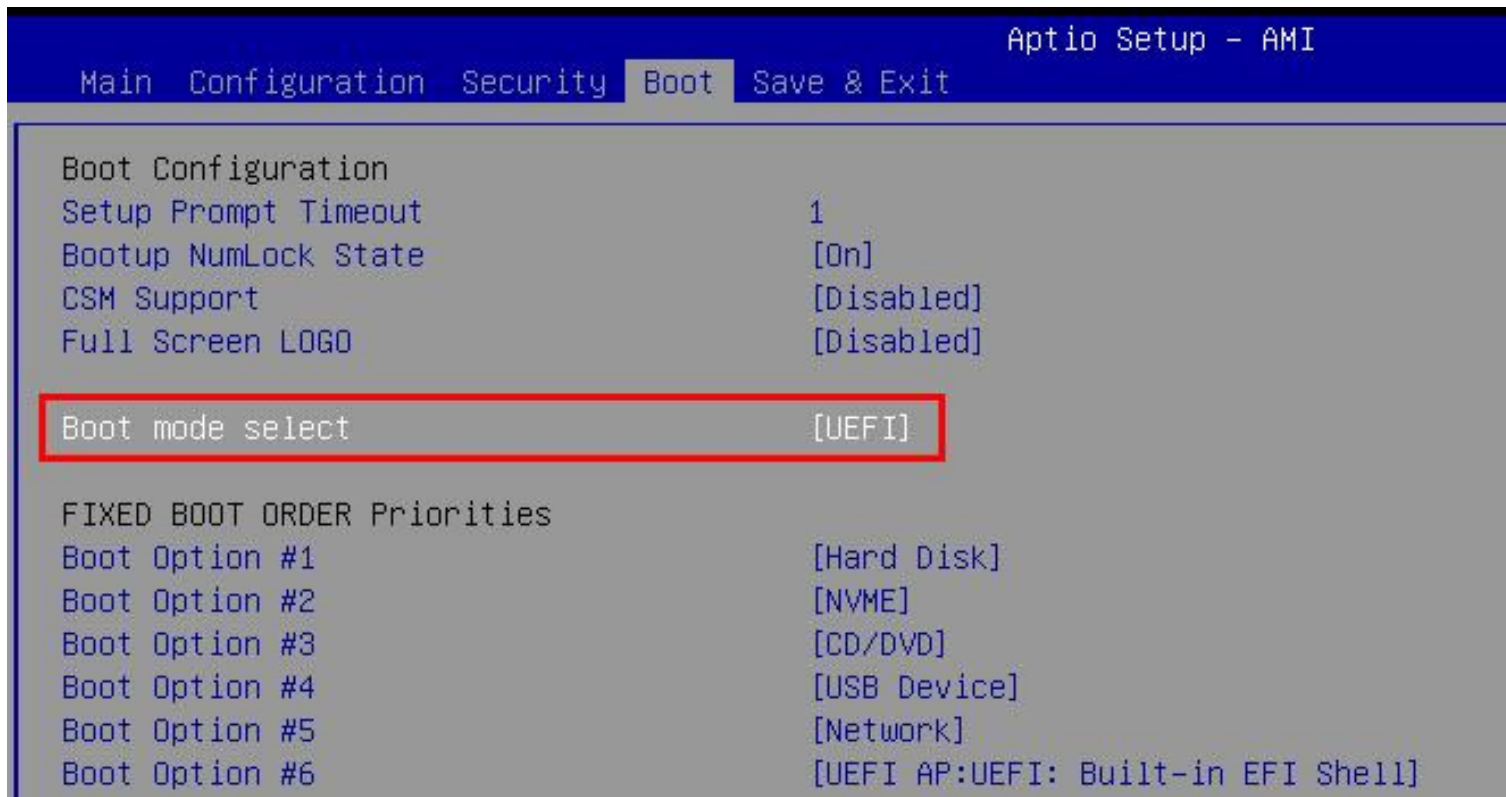 Aptio Setup – AMI
Main Configuration Security Boot Save & Exit
Boot Configuration
Setup Prompt Timeout 1
Bootup NumLock State [On]
CSM Support [Disabled]
Full Screen LOGO [Disabled]
Boot mode select [UEFI]
FIXED BOOT ORDER Priorities
Boot Option #1 [Hard Disk]
Boot Option #2 [NVME]
Boot Option #3 [CD/DVD]
Boot Option #4 [USB Device]
Boot Option #5 [Network]
Boot Option #6 [UEFI AP:UEFI: Built-in EFI Shell]